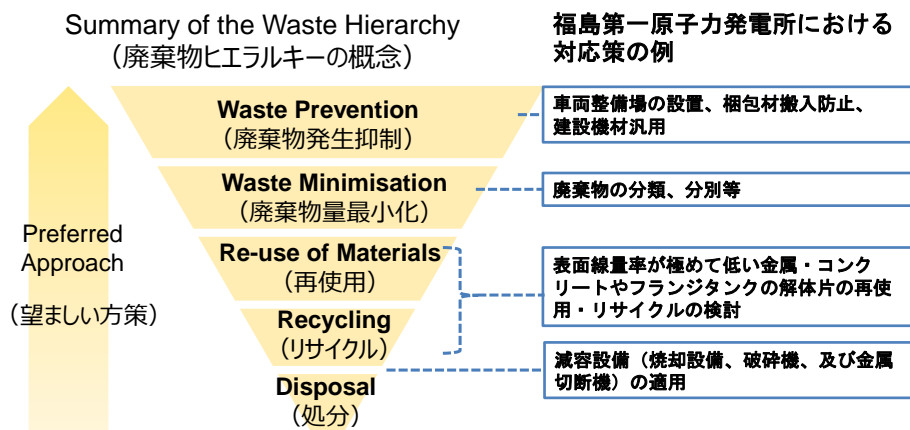 Summary of the Waste Hierarchy
（廃棄物ヒエラルキーの概念）
福島第一原子力発電所における
対応策の例
Waste Prevention
（廃棄物発生抑制）
車両整備場の設置、梱包材搬入防止、
建設機材汎用
Waste Minimisation
（廃棄物量最小化）
廃棄物の分類、分別等
Preferred
Approach
（望ましい方策）
Re-use of Materials
（再使用）
Recycling
（リサイクル）
表面線量率が極めて低い金属・コンク
リートやフランジタンクの解体片の再使
用・リサイクルの検討
Disposal
（処分）
減容設備（焼却設備、破砕機、及び金属
切断機）の適用